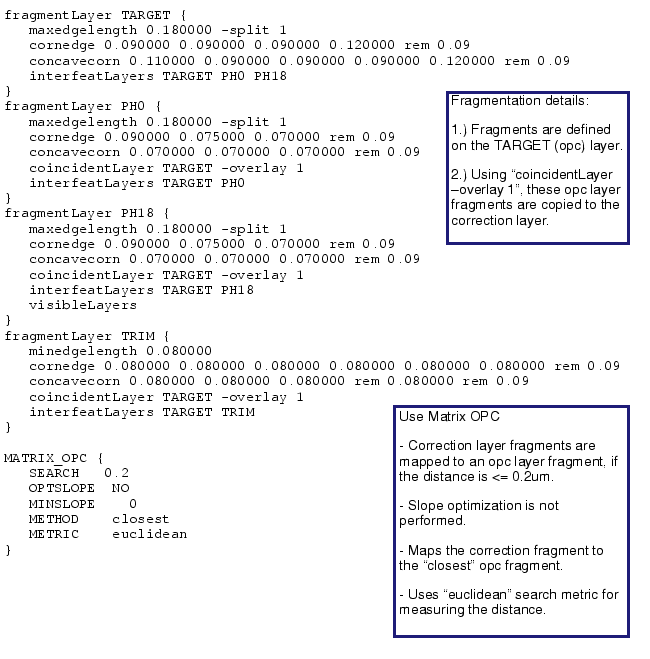 fragmentLayer TARGET {
maxedgelength 0.180000 -split 1
cornedge 0.090000 0.090000 0.090000 0.120000 rem 0.09
concavecorn 0.110000 0.090000 0.090000 0.090000 0.120000 rem 0.09
interfeatLayers TARGET PH0 PH18
}
fragmentLayer PH0 {
maxedgelength 0.180000 -split 1
cornedge 0.090000 0.075000 0.070000 rem 0.09
concavecorn 0.070000 0.070000 0.070000 rem 0.09
coincidentLayer TARGET -overlay 1
interfeatLayers TARGET PH0
}
fragmentLayer PH18 {
maxedgelength 0.180000 -split 1
cornedge 0.090000 0.075000 0.070000 rem 0.09
concavecorn 0.070000 0.070000 0.070000 rem 0.09
coincidentLayer TARGET -overlay 1
interfeatLayers TARGET PH18
visibleLayers
}
fragmentLayer TRIM {
minedgelength 0.080000
cornedge 0.080000 0.080000 0.080000 0.080000 0.080000 0.080000 rem 0.09
concavecorn 0.080000 0.080000 0.080000 rem 0.080000 rem 0.09
coincidentLayer TARGET -overlay 1
interfeatLayers TARGET TRIM
}
MATRIX_OPC {
SEARCH 0.2
OPTSLOPE NO
MINSLOPE 0
METHOD closest
METRIC euclidean
}
Fragmentation details:
1.) Fragments are defined
on the TARGET (opc) layer.
2.) Using “coincidentLayer
–overlay 1”, these opc layer
fragments are copied to the
correction layer.
Use Matrix OPC
- Correction layer fragments are
mapped to an opc layer fragment, if
the distance is <= 0.2um.
- Slope optimization is not
performed.
- Maps the correction fragment to
the “closest” opc fragment.
- Uses “euclidean” search metric for
measuring the distance.